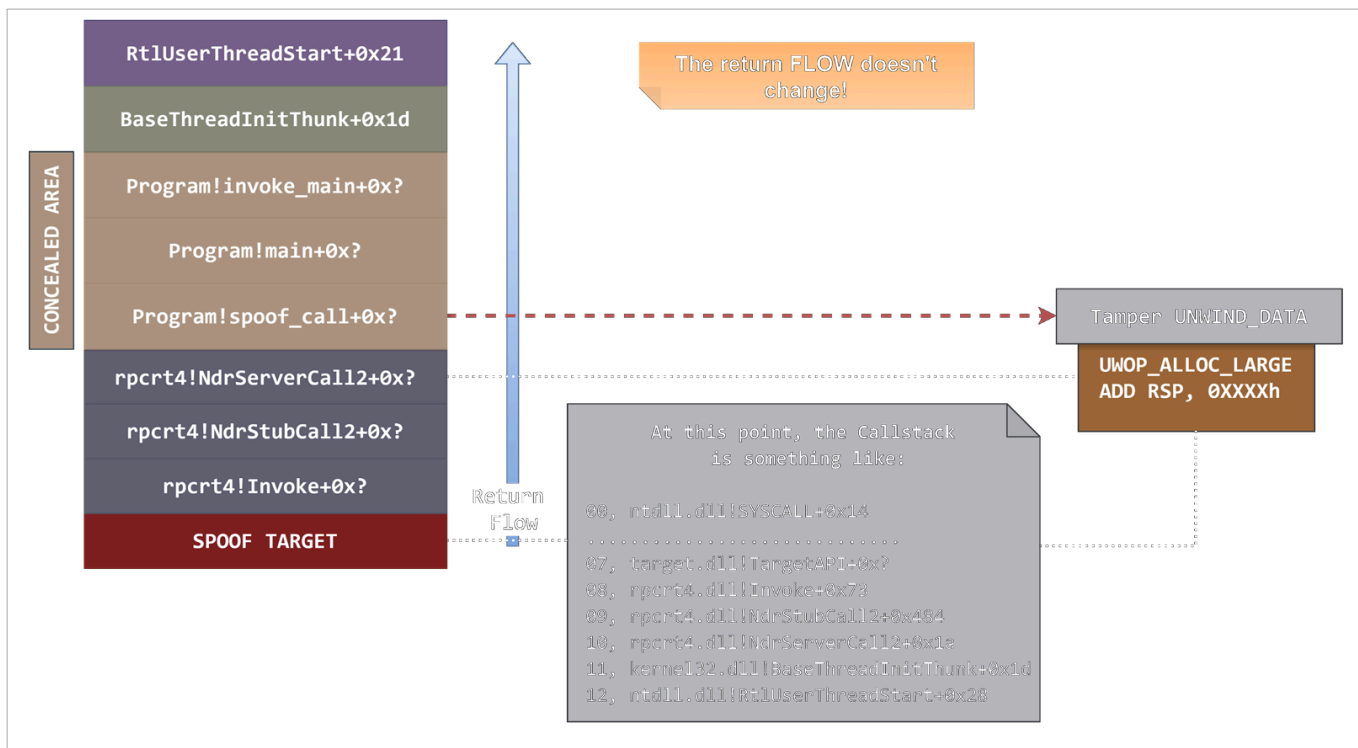 RtlUserThreadStart+0x21
BaseThreadInitThunk+0x1d
CONCEALED AREA
Program!invoke_main+0x?
Program!main+0x?
Program!spoof_call+0x?
rpcrt4!NdrServerCall2+0x?
rpcrt4!NdrStubCall2+0x?
rpcrt4!Invoke+0x?
SPOOF TARGET
Return
Flow
The return FLOW doesn't
change!
Tamper UNWIND_DATA
UWOP_ALLOC_LARGE
ADD RSP, 0XXXXh
At this point, the Callstack
is something like:
00, ntdll.dll!SYSCALL+0x14
..............................
07, target.dll!TargetAPI+0x?
08, rpcrt4.dll!Invoke+0x73
09, rpcrt4.dll!NdrStubCall2+0x484
10, rpcrt4.dll!NdrServerCall2+0x1a
11, kernel32.dll!BaseThreadInitThunk+0x1d
12, ntdll.dll!RtlUserThreadStart+0x28